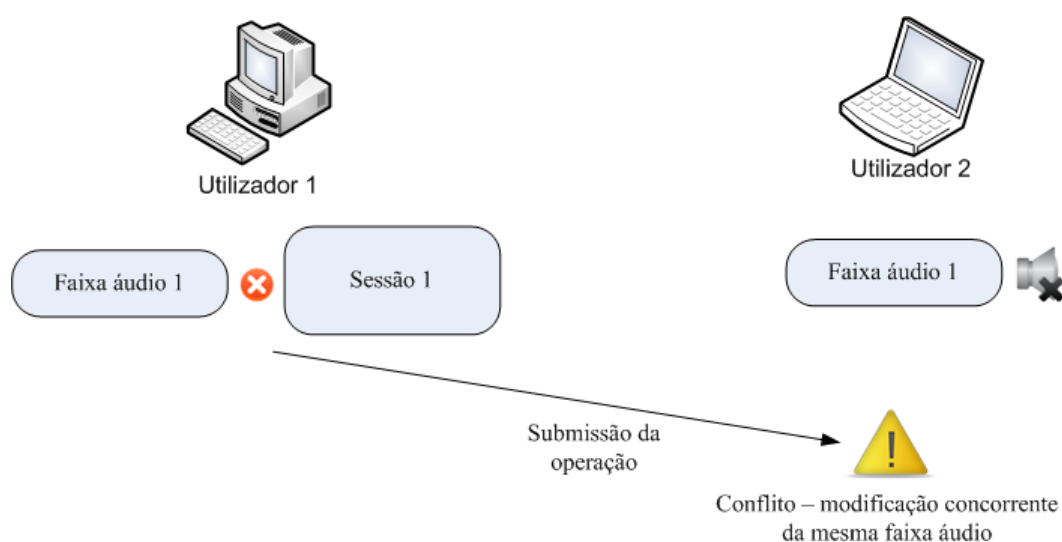 Utilizador 1
Utilizador 2
Faixa áudio 1
Sessão 1
Faixa áudio 1
Submissão da
operação
Conflito – modificação concorrente
da mesma faixa áudio